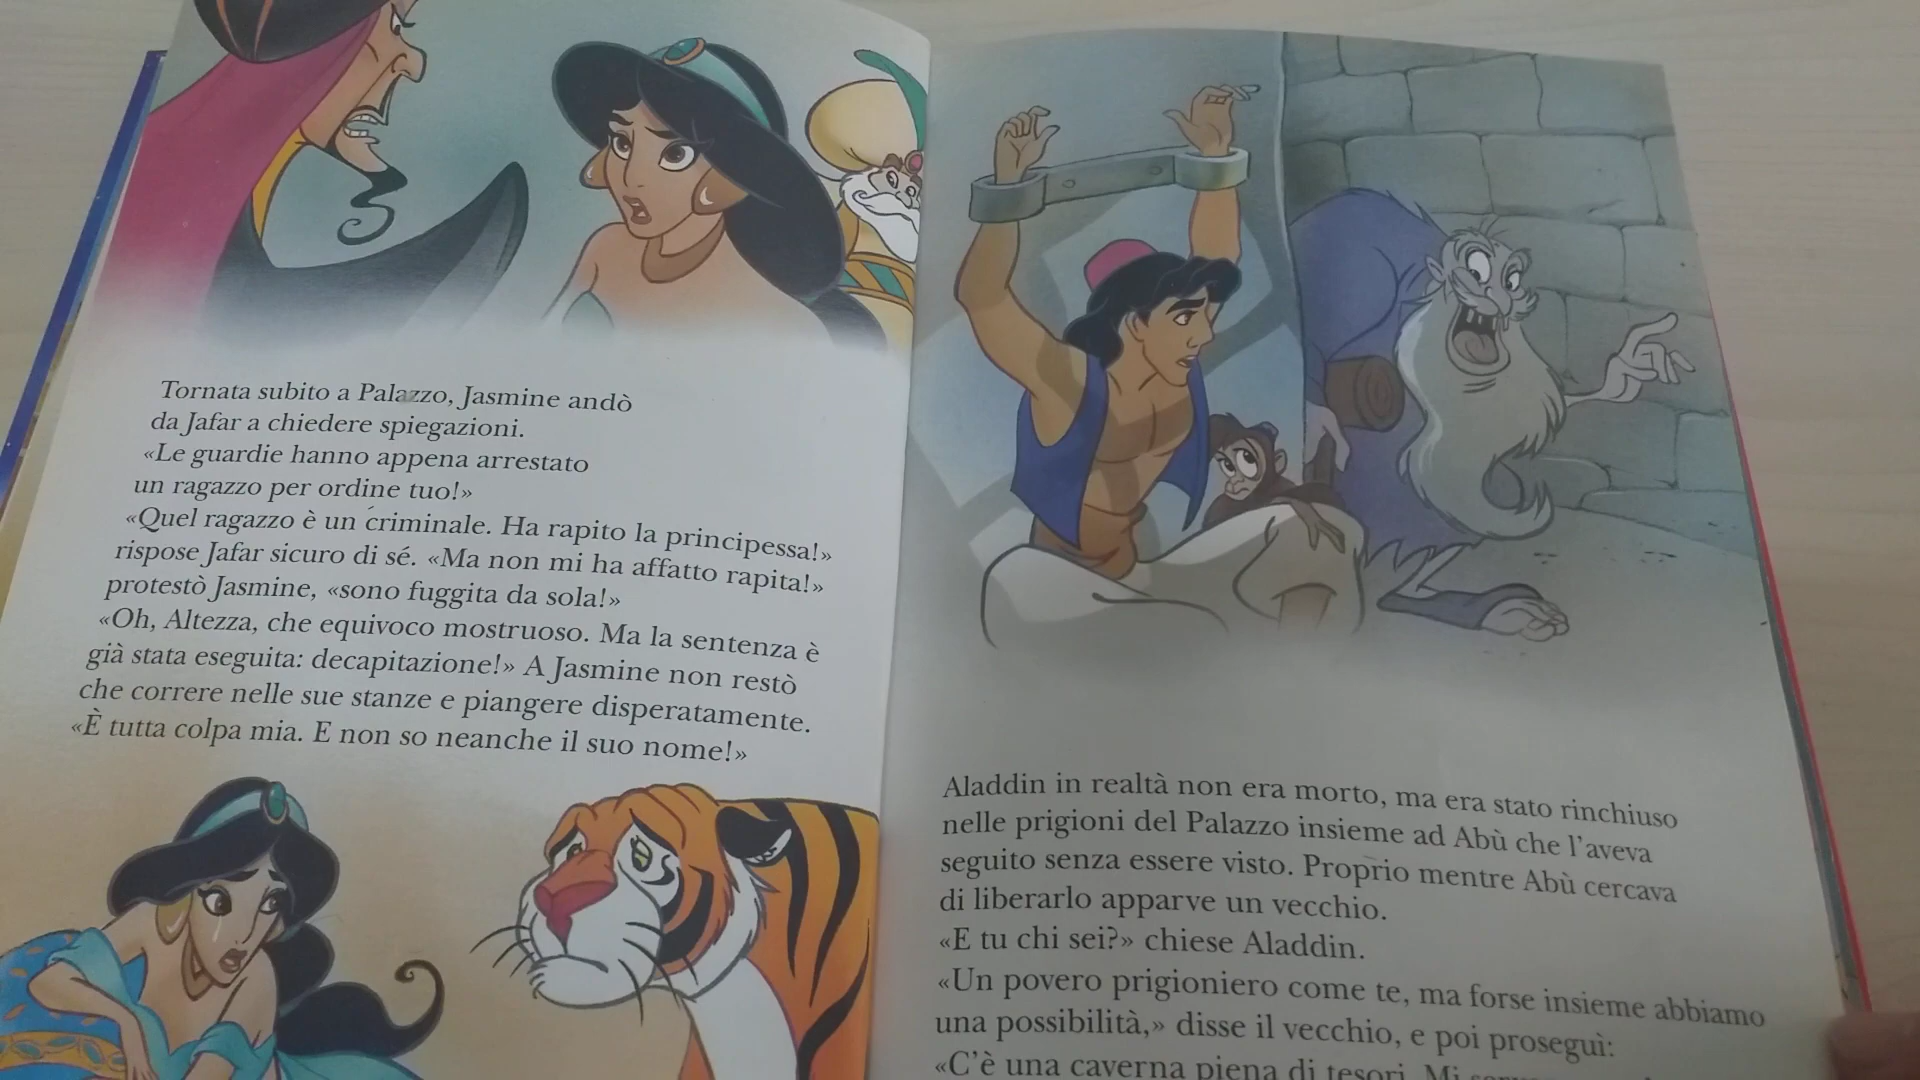 Tornata subito a Palazzo, Jasmine andò
da Jafar a chiedere spiegazioni.
«Le guardie hanno appena arrestato
un ragazzo per ordine tuo!»
«Quel ragazzo è un criminale. Ha rapito la principessa!»
rispose Jafar sicuro di sé. «Ma non mi ha affatto rapita!»
protestò Jasmine, «sono fuggita da sola!»
«Oh, Altezza, che equivoco mostruoso. Ma la sentenza è
già stata eseguita: decapitazione!» A Jasmine non restò
che correre nelle sue stanze e piangere disperatamente.
«È tutta colpa mia. E non so neanche il suo nome!»
Aladdin in realtà non era morto, ma era stato rinchiuso
nelle prigioni del Palazzo insieme ad Abù che l'aveva
seguito senza essere visto. Proprio mentre Abù cercava
di liberarlo apparve un vecchio.
«E tu chi sei?» chiese Aladdin.
«Un povero prigioniero come te, ma forse insieme abbiamo
una possibilità,» disse il vecchio, e poi proseguì:
«C'è una caverna piena di tesori. Mi